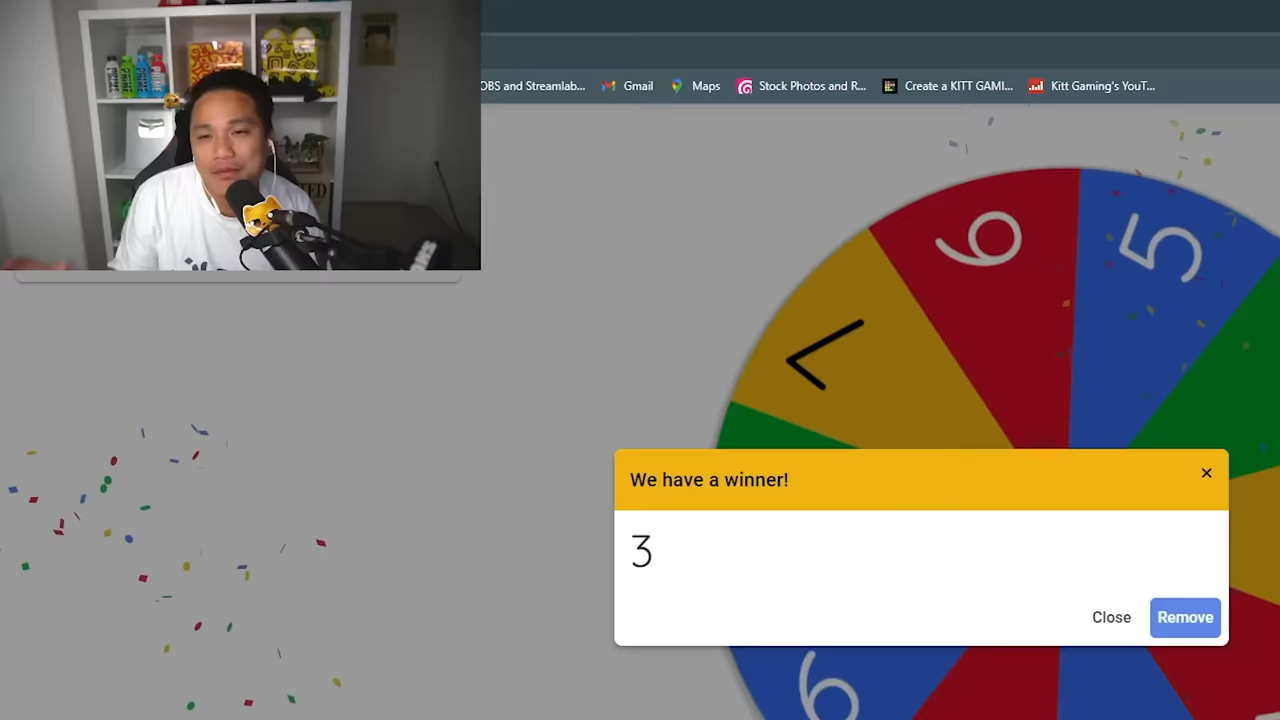 OBS and Streamlab...
Gmail
Maps
Stock Photos and R...
Create a KITT GAMI...
Kitt Gaming's YouT...
6
5
7
We have a winner!
3
Close
Remove
6